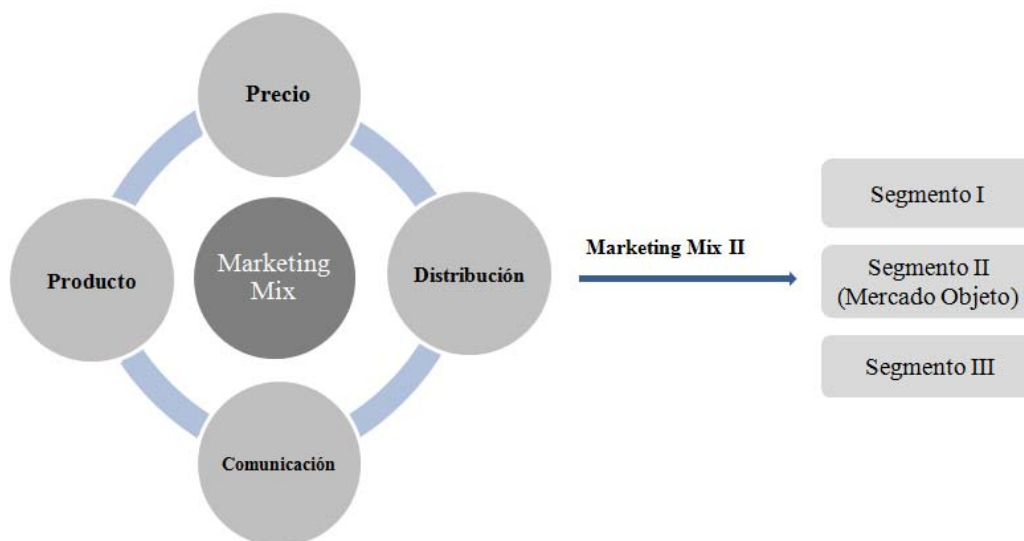 Precio
Producto
Marketing
Mix
Distribución
Comunicación
Marketing Mix II
Segmento I
Segmento II
(Mercado Objeto)
Segmento III